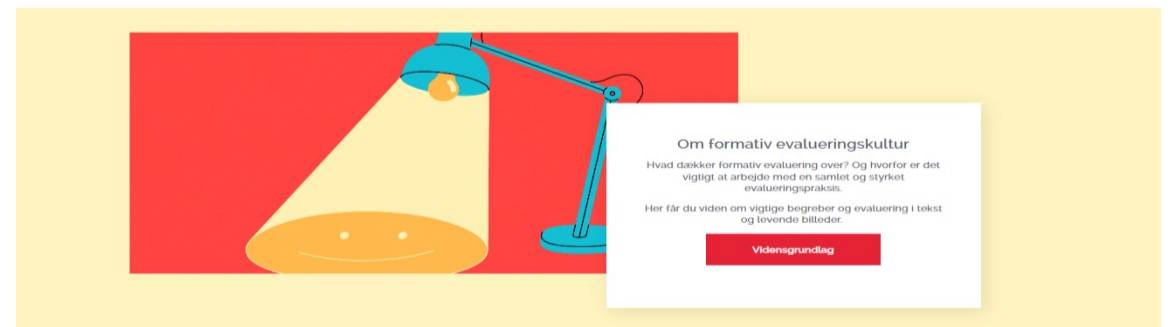 Om formativ evalueringskultur
Hvad dækker formativ evaluering over? Og hvorfor er det
vigtigt at arbejde med en samlet og styrket
evalueringspraksis.
Her får du viden om vigtige begreber og evaluering i tekst
og levende billeder.
Vidensgrundlag